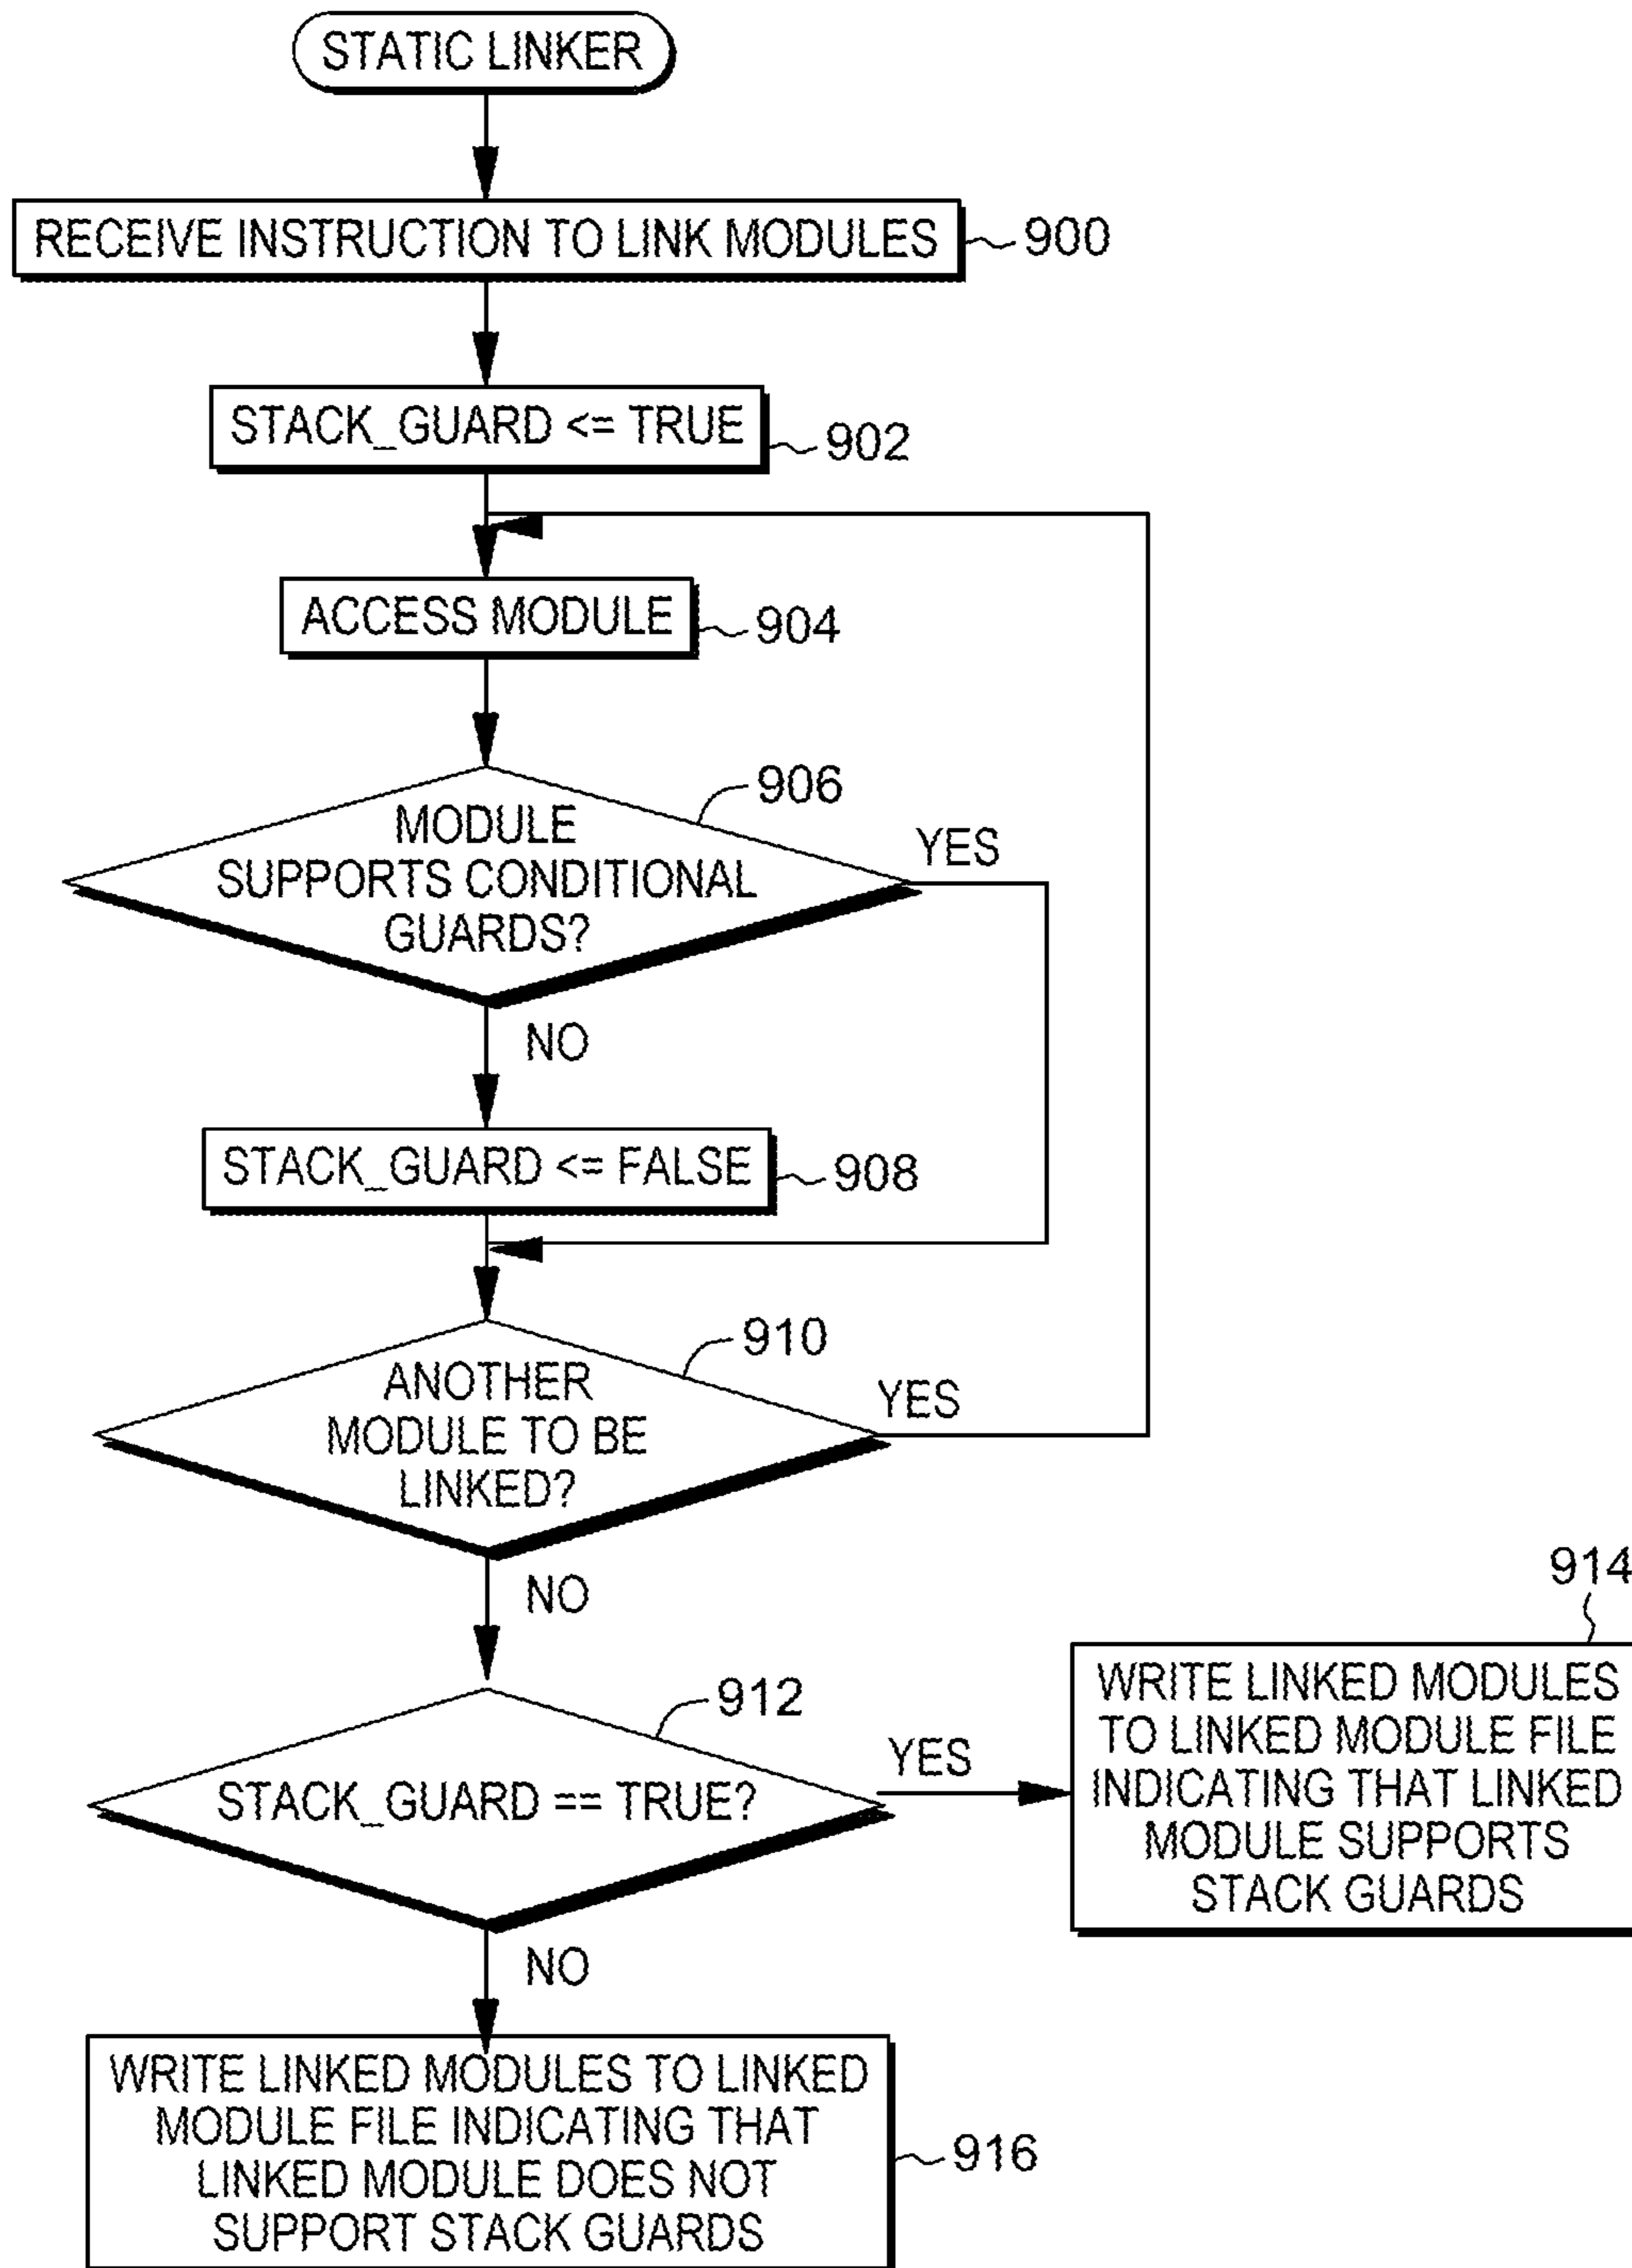 STATIC LINKER
RECEIVE INSTRUCTION TO LINK MODULES
900
STACK_GUARD <= TRUE
902
ACCESS MODULE
904
906
MODULE
SUPPORTS CONDITIONAL
GUARDS?
YES
NO
STACK_GUARD <= FALSE
908
910
ANOTHER
MODULE TO BE
LINKED?
YES
NO
912
STACK_GUARD == TRUE?
YES
914
WRITE LINKED MODULES
TO LINKED MODULE FILE
INDICATING THAT LINKED
MODULE SUPPORTS
STACK GUARDS
NO
WRITE LINKED MODULES TO LINKED
MODULE FILE INDICATING THAT
LINKED MODULE DOES NOT
SUPPORT STACK GUARDS
916